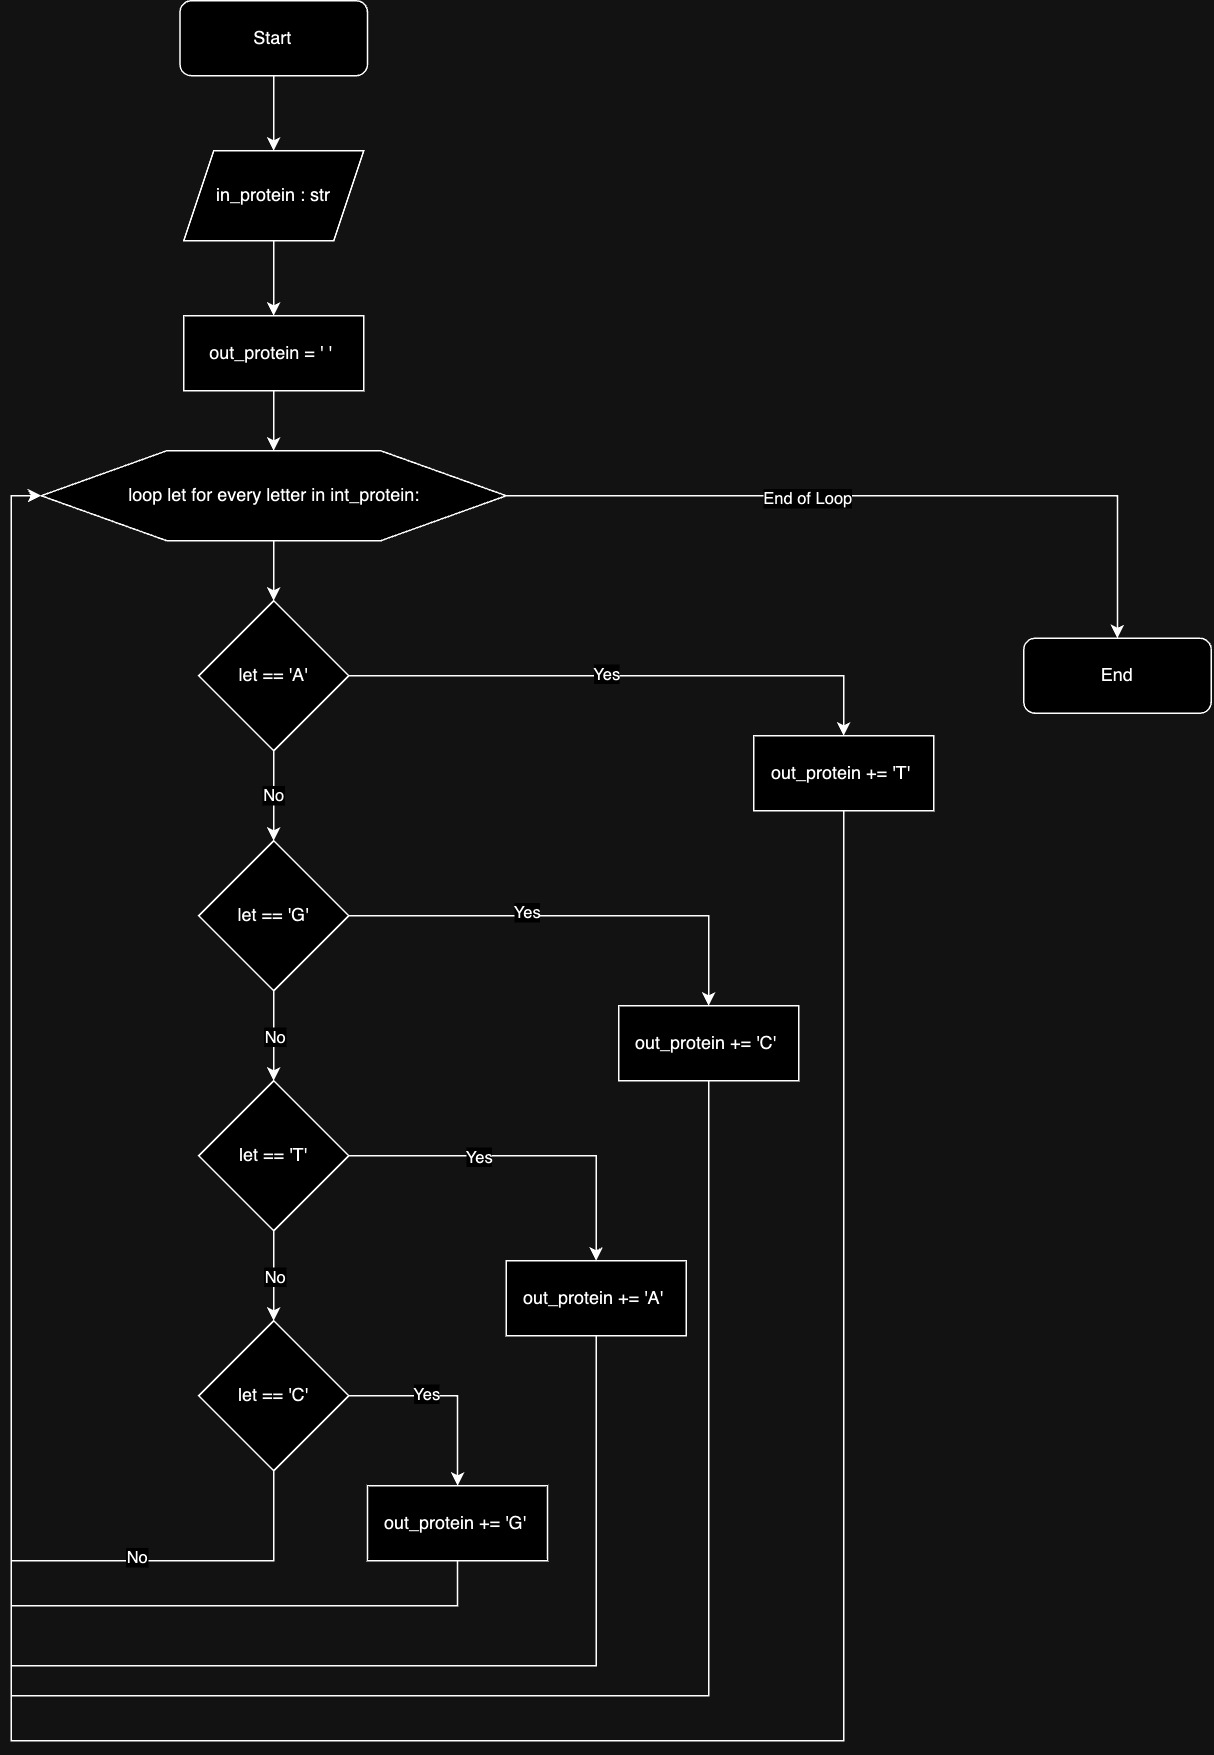 Start
in_protein : str
out_protein = ' '
loop let for every letter in int_protein:
End of Loop
let == 'A'
Yes
End
out_protein += 'T'
No
let == 'G'
Yes
No
out_protein += 'C'
let == 'T'
Yes
No
out_protein += 'A'
let == 'C'
Yes
out_protein += 'G'
No